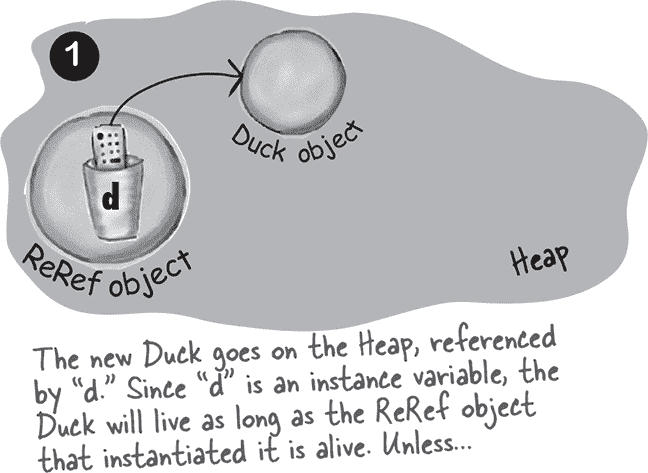 1
Duck object
d
ReRef object
Heap
The new Duck goes on the Heap, referenced
by “d.” Since “d” is an instance variable, the
Duck will live as long as the ReRef object
that instantiated it is alive. Unless...